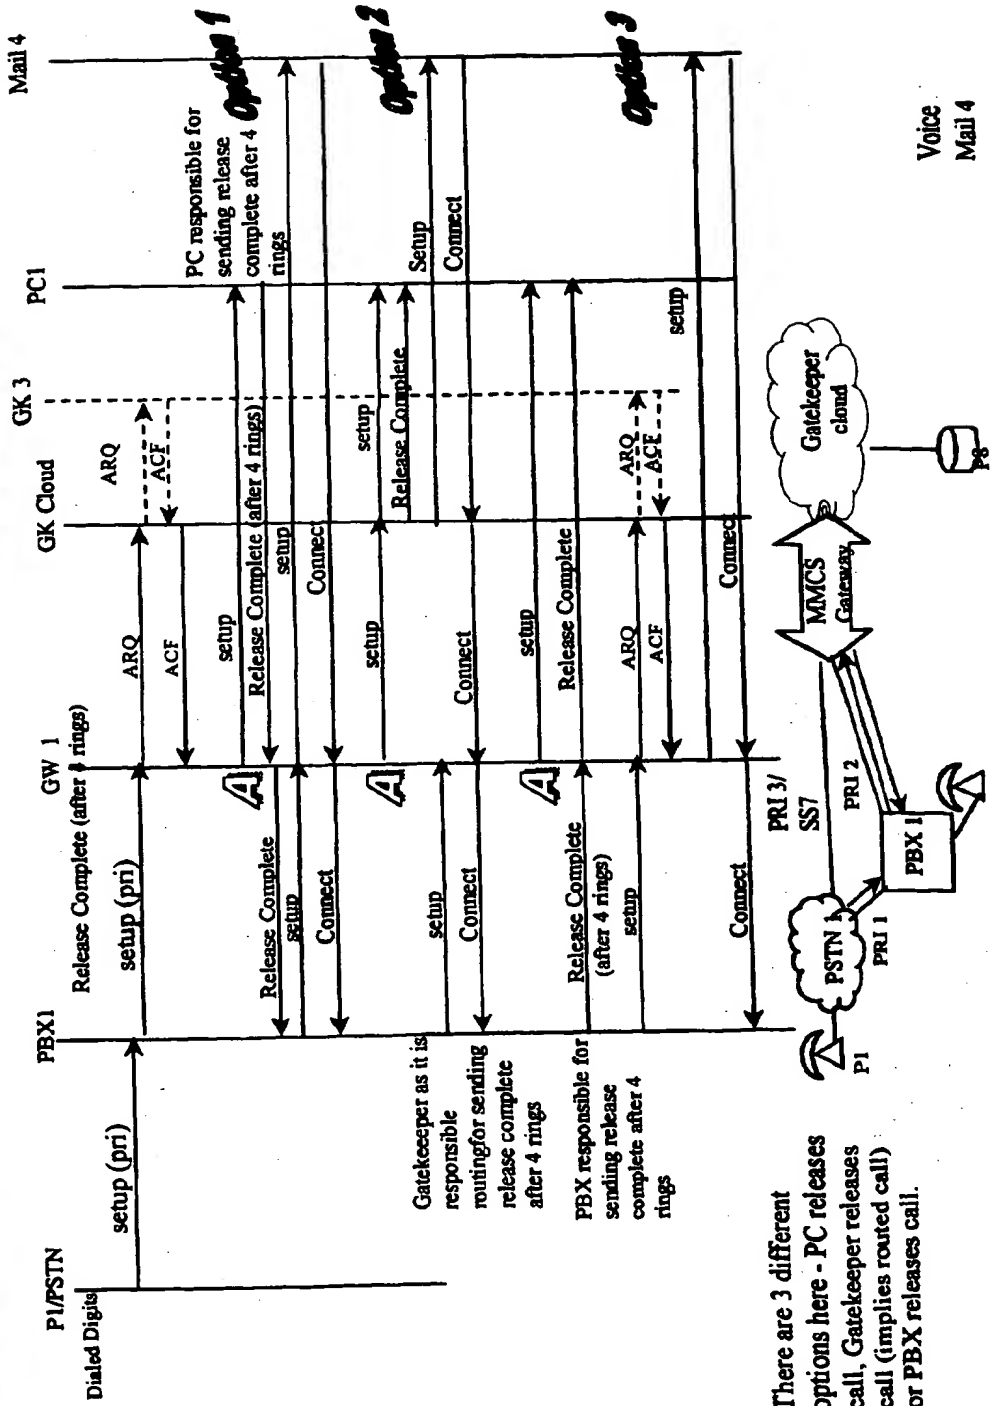 P1/PSTN
PBX1
GW 1
GK Cloud
GK 3
PC1
Mail 4
Dialed Digits
setup (pri)
Release Complete (after 4 rings)
setup (pri)
ARQ
ARQ
ACF
ACF
PC responsible for
sending release
complete after 4
rings
Option 1
A
setup
Release Complete (after 4 rings)
Release Complete
setup
setup
Connect
Connect
Option 2
Gatekeeeper as it is
responsible
routingfor sending
release complete
after 4 rings
A
setup
setup
Release Complete
Setup
setup
Connect
Connect
Connect
Option 3
PBX responsible for
sending release
complete after 4
rings
A
setup
Release Complete
Release Complete
(after 4 rings)
setup
ARQ
ARQ
ACF
ACF
setup
Connect
Connect
There are 3 different
options here - PC releases
call, Gatekeeper releases
call (implies routed call)
or PBX releases call.
P1
PSTN 1
PRI 1
PBX 1
PRI 2
PRI 3/
SS7
MMCS
Gateway
Gatekeeper
cloud
P8
Voice
Mail 4